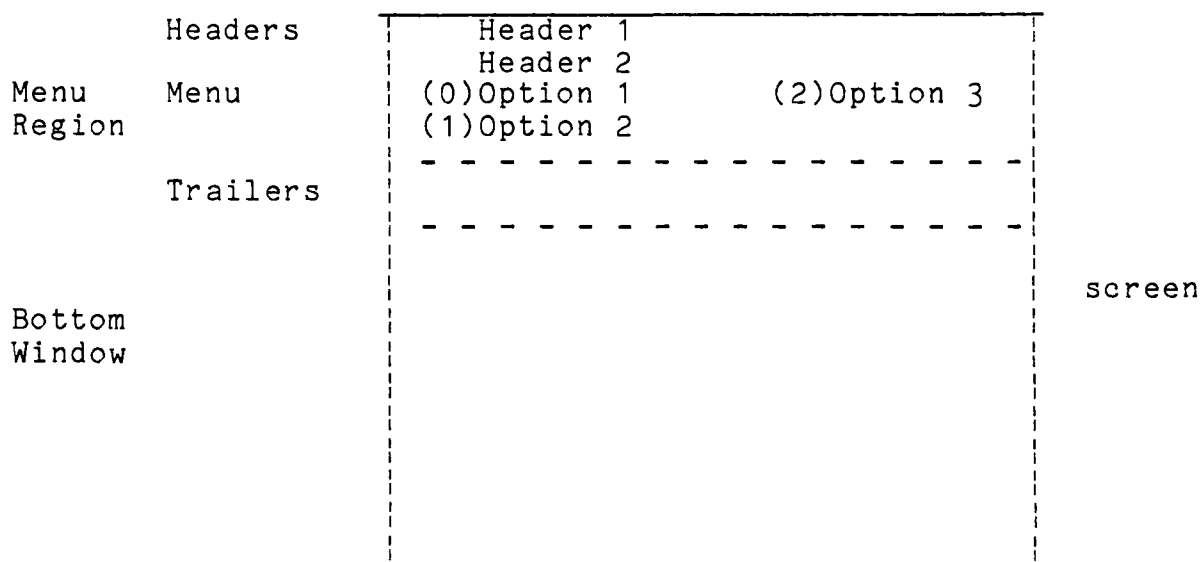 Headers Header 1
Header 2
Menu Menu (0)Option 1 (2)Option 3
Region (1)Option 2
Trailers
screen
Bottom
Window